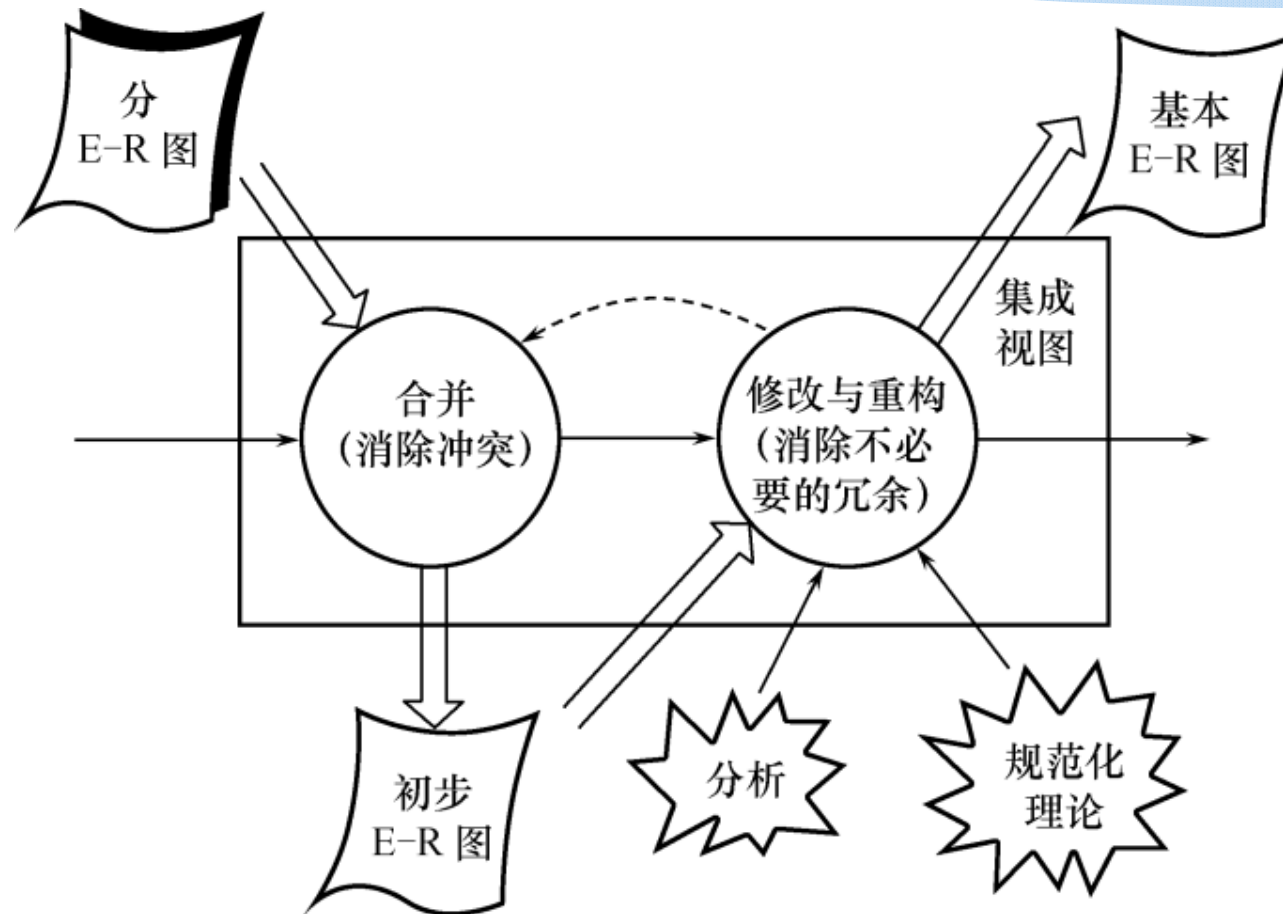 分
E-R 图
基本
E-R 图
集成
视图
合并
（消除冲突）
修改与重构
（消除不必
要的冗余）
初步
E-R 图
分析
规范化
理论